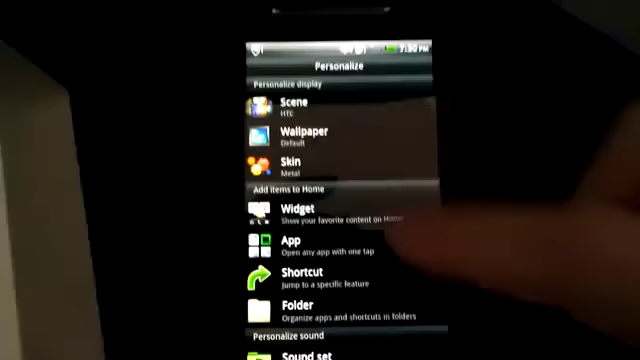 7:30 PM
Personalize
Personalize display
Scene
HTC
Wallpaper
Default
Skin
Metal
Add items to Home
Widget
Show your favorite content on Home
App
Open any app with one tap
Shortcut
Jump to a specific feature
Folder
Organize apps and shortcuts in folders
Personalize sound
Sound set